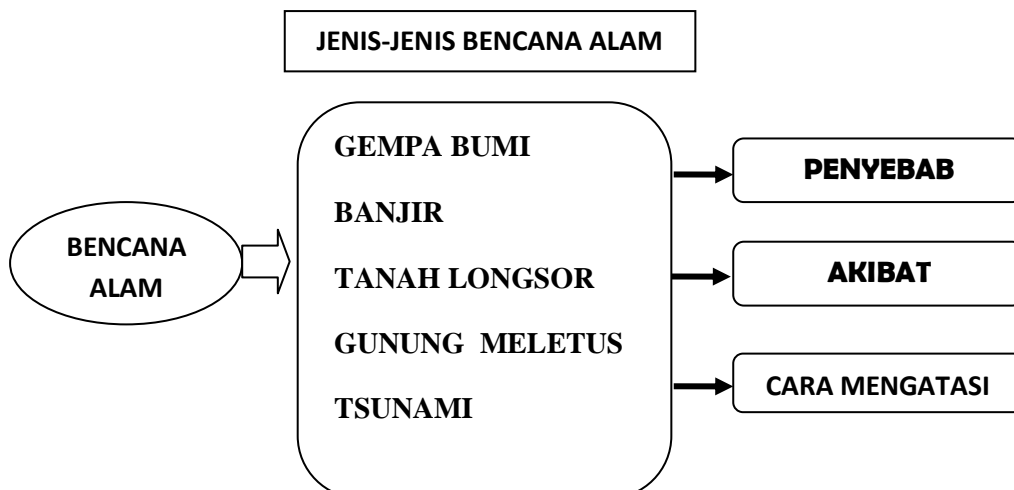 JENIS-JENIS BENCANA ALAM
BENCANA
ALAM
GEMPA BUMI
BANJIR
TANAH LONGSOR
GUNUNG  MELETUS
TSUNAMI
PENYEBAB
AKIBAT
CARA MENGATASI